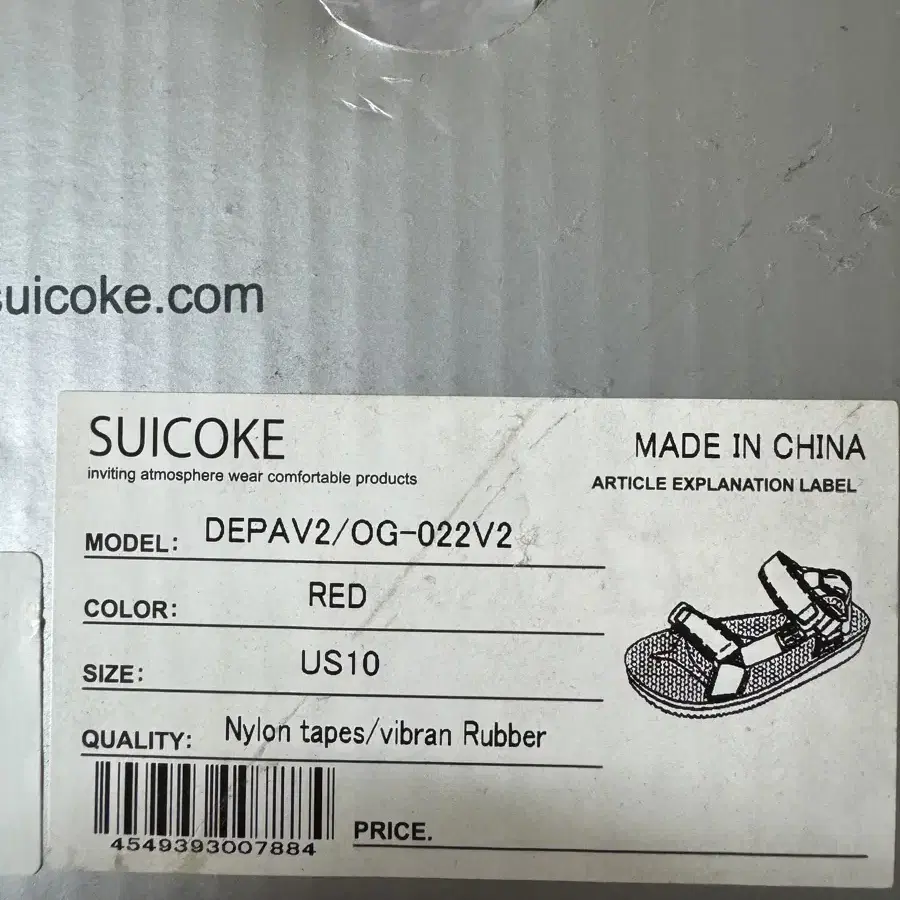 suicoke.com
SUICOKE
inviting atmosphere wear comfortable products
MADE IN CHINA
ARTICLE EXPLANATION LABEL
MODEL: DEPAV2/OG-022V2
COLOR: RED
SIZE: US10
QUALITY: Nylon tapes/vibran Rubber
4549393007884
PRICE.